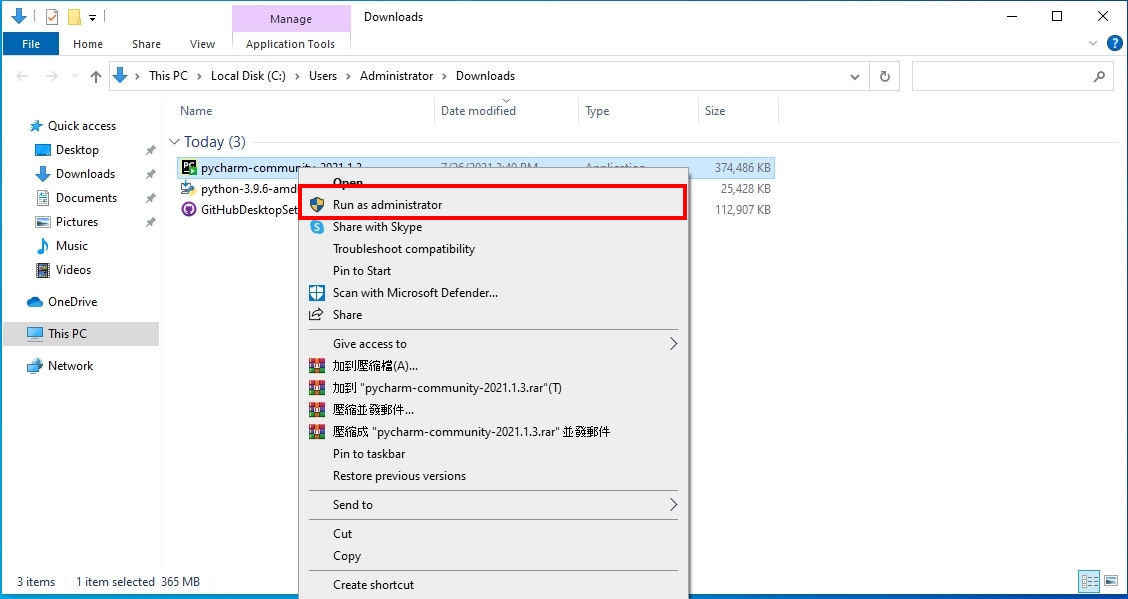 Manage
Downloads
File
Home
Share
View
Application Tools
This PC
Local Disk (C:)
Users
Administrator
Downloads
Name
Date modified
Type
Size
Quick access
Desktop
Downloads
Documents
Pictures
Music
Videos
OneDrive
This PC
Network
Today (3)
pycharm-community-2021.1.3
7/26/2021 3:40 PM
Application
374,486 KB
python-3.9.6-amd
25,428 KB
GitHubDesktopSet
112,907 KB
Open
Run as administrator
Share with Skype
Troubleshoot compatibility
Pin to Start
Scan with Microsoft Defender...
Share
Give access to
加到壓縮檔(A)...
加到 "pycharm-community-2021.1.3.rar"(T)
壓縮並發郵件...
壓縮成 "pycharm-community-2021.1.3.rar" 並發郵件
Pin to taskbar
Restore previous versions
Send to
Cut
Copy
Create shortcut
3 items
1 item selected 365 MB